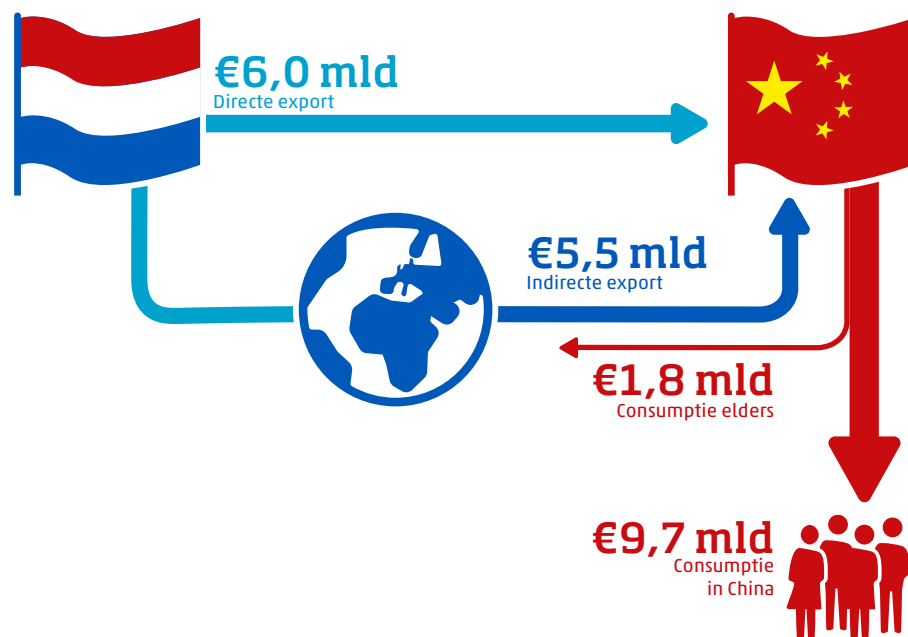 €6,0 mld
Directe export
€5,5 mld
Indirecte export
€1,8 mld
Consumptie elders
€9,7 mld
Consumptie
in China